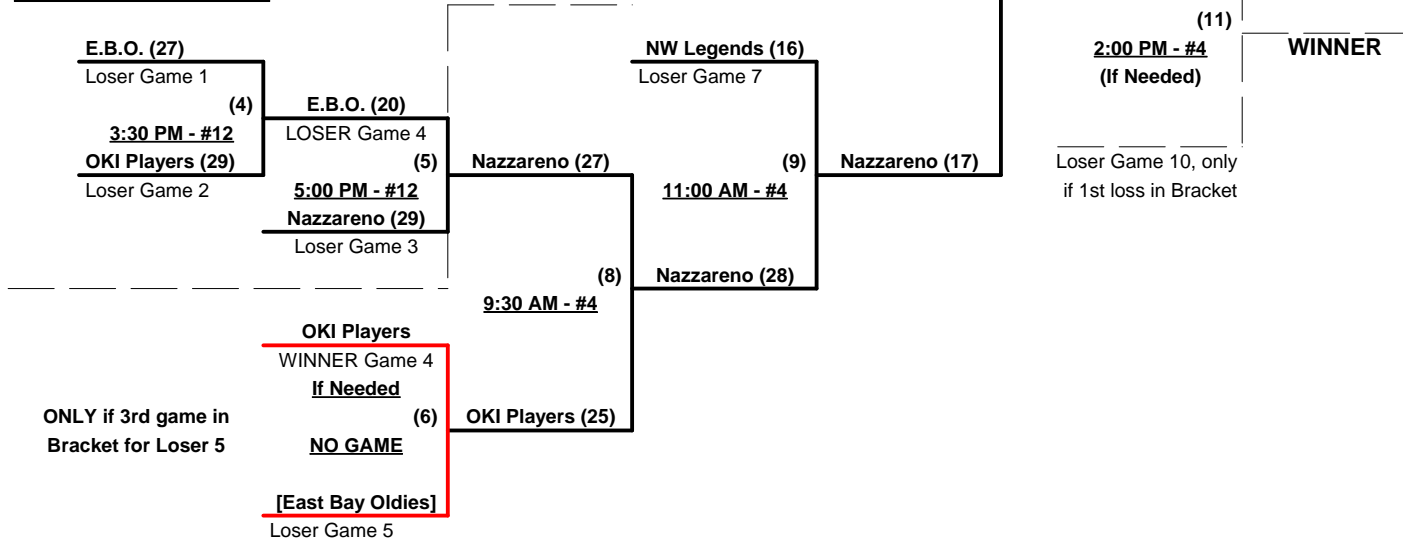 (11)
E.B.O. (27)
NW Legends (16)
2:00 PM - #4
WINNER
Loser Game 1
Loser Game 7
(If Needed)
(4)
E.B.O. (20)
3:30 PM - #12
LOSER Game 4
OKI Players (29)
(5)
Nazzareno (27)
(9)
Nazzareno (17)
Loser Game 10, only
Loser Game 2
5:00 PM - #12
11:00 AM - #4
if 1st loss in Bracket
Nazzareno (29)
Loser Game 3
(8)
Nazzareno (28)
9:30 AM - #4
OKI Players
WINNER Game 4
If Needed
ONLY if 3rd game in
(6)
OKI Players (25)
Bracket for Loser 5
NO GAME
[East Bay Oldies]
Loser Game 5